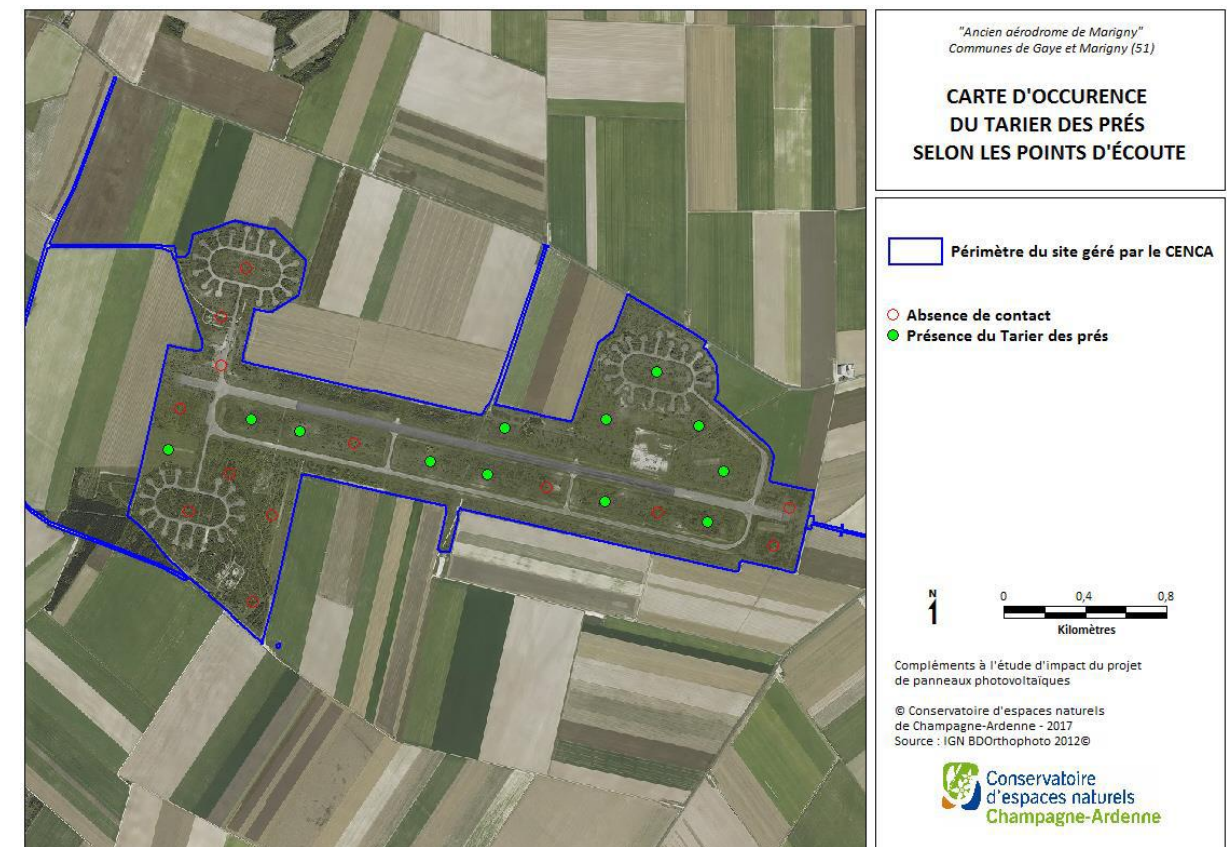 "Ancien aérodrome de Marigny"
Communes de Gaye et Marigny (51)
CARTE D'OCCURENCE
DU TARIER DES PRÉS
SELON LES POINTS D'ÉCOUTE
Périmètre du site géré par le CENCA
Absence de contact
Présence du Tarier des prés
N
0 0,4 0,8
Kilomètres
Compléments à l'étude d'impact du projet
de panneaux photovoltaïques
© Conservatoire d'espaces naturels
de Champagne-Ardenne - 2017
Source : IGN BDOrthophoto 2012©
Conservatoire
d'espaces naturels
Champagne-Ardenne